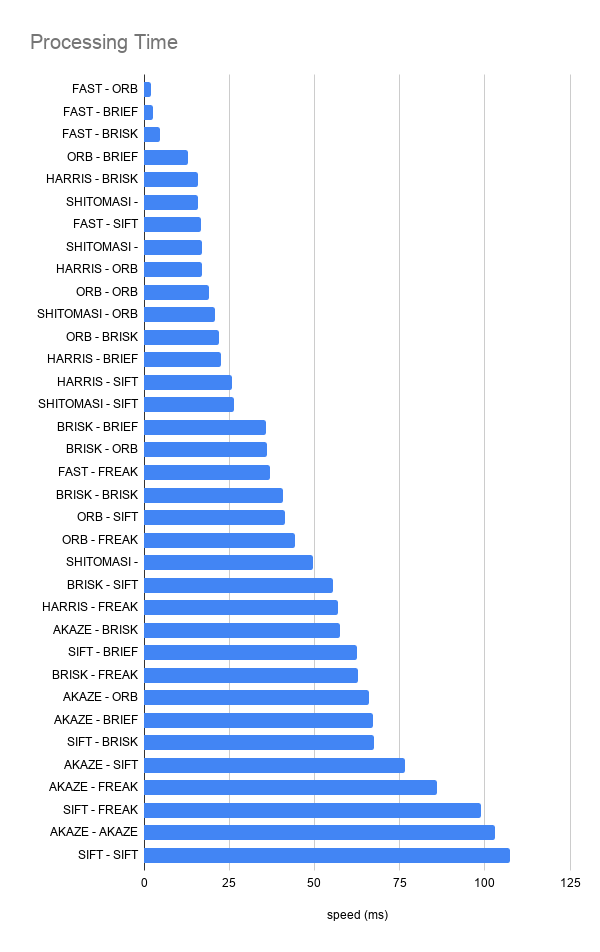 Processing Time
FAST - ORB
FAST - BRIEF
FAST - BRISK
ORB - BRIEF
HARRIS - BRISK
SHITOMASI -
FAST - SIFT
SHITOMASI -
HARRIS - ORB
ORB - ORB
SHITOMASI - ORB
ORB - BRISK
HARRIS - BRIEF
HARRIS - SIFT
SHITOMASI - SIFT
BRISK - BRIEF
BRISK - ORB
FAST - FREAK
BRISK - BRISK
ORB - SIFT
ORB - FREAK
SHITOMASI -
BRISK - SIFT
HARRIS - FREAK
AKAZE - BRISK
SIFT - BRIEF
BRISK - FREAK
AKAZE - ORB
AKAZE - BRIEF
SIFT - BRISK
AKAZE - SIFT
AKAZE - FREAK
SIFT - FREAK
AKAZE - AKAZE
SIFT - SIFT
0 25 50 75 100 125
speed (ms)